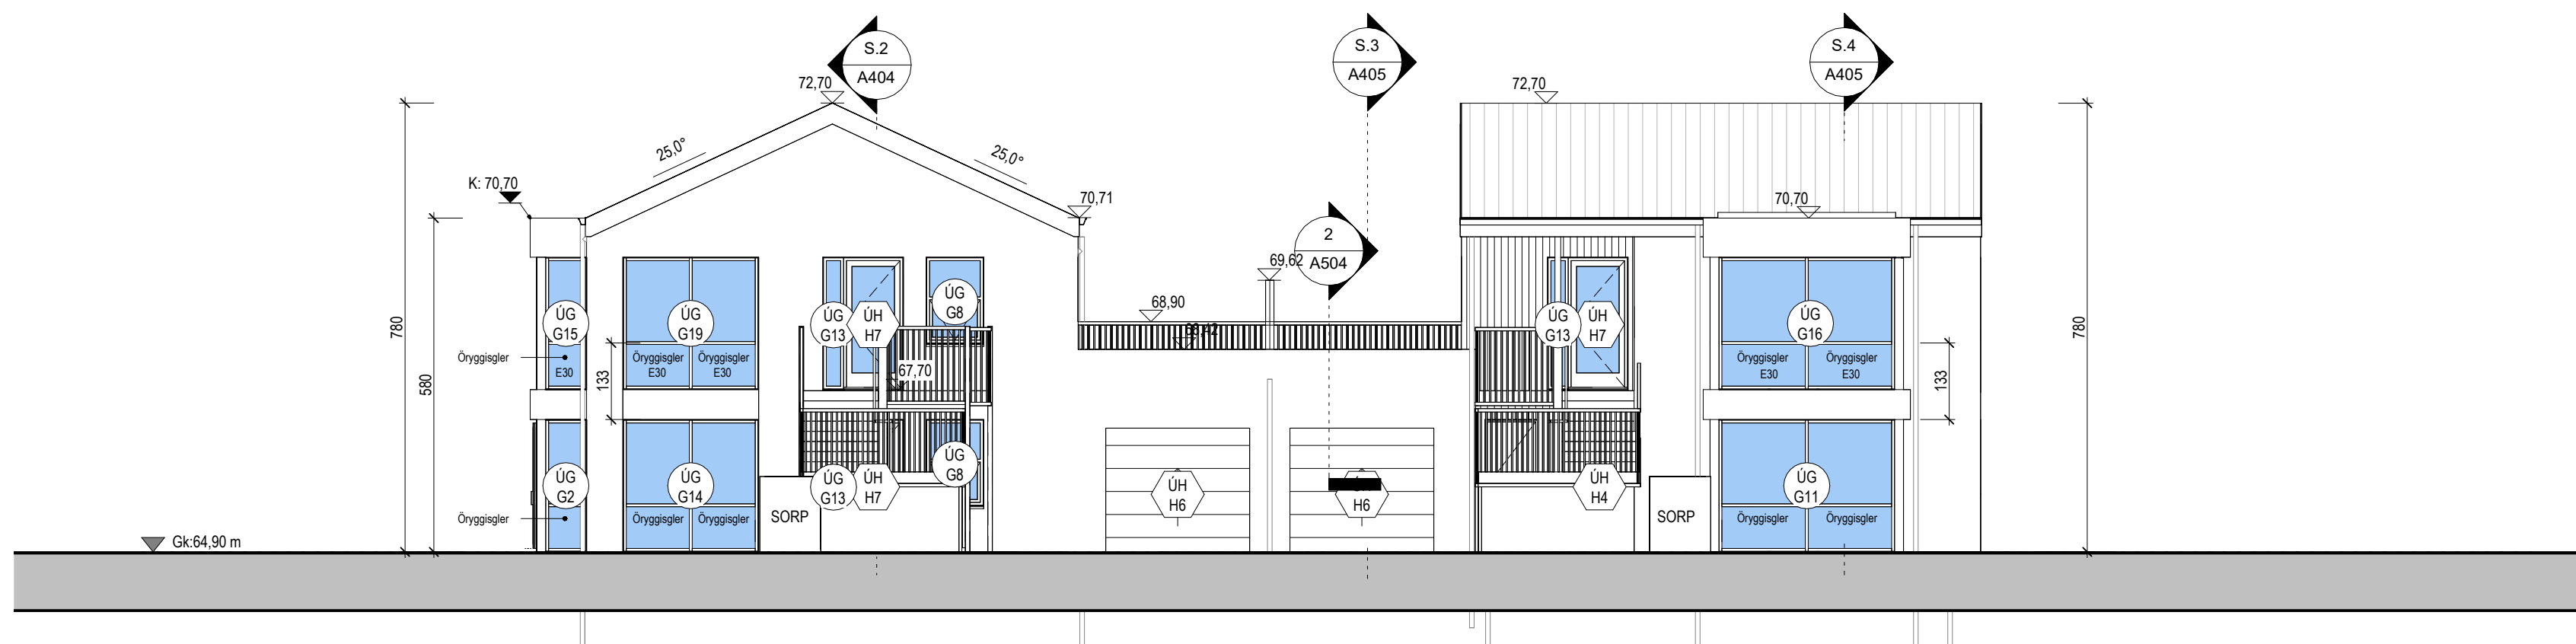 S.2
A404
S.3
A405
S.4
A405
72,70
72,70
25,0°
25,0°
K: 70,70
70,71
70,70
2
A504
69,62
68,90
68,42
780
580
133
780
133
ÚG
G15
ÚG
G19
ÚG
G13
ÚH
H7
ÚG
G8
ÚG
G13
ÚH
H7
ÚG
G16
Öryggisgler
E30
Öryggisgler
E30
Öryggisgler
E30
67,70
Öryggisgler
E30
Öryggisgler
E30
ÚG
G2
ÚG
G14
ÚG
G13
ÚH
H7
ÚG
G8
ÚH
H6
H6
ÚH
H4
ÚG
G11
Öryggisgler
Öryggisgler
Öryggisgler
SORP
SORP
Öryggisgler
Öryggisgler
Gk:64,90 m